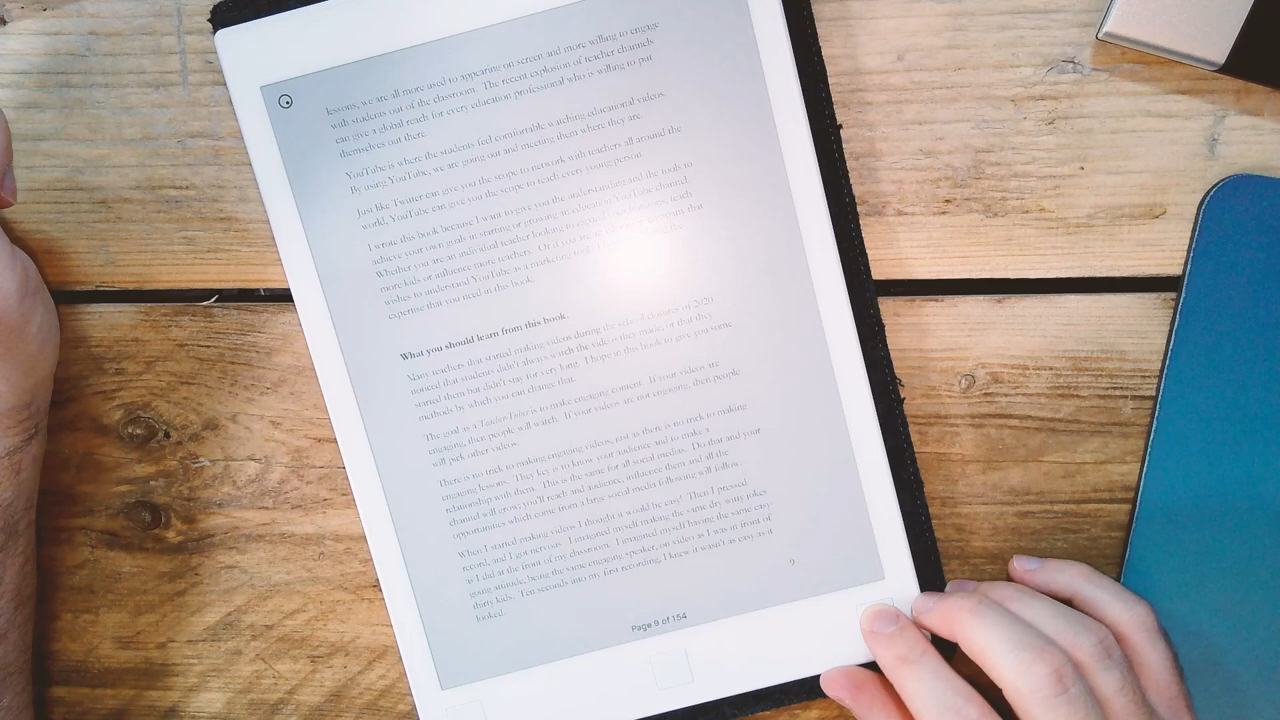 lessons, we are all more used to appearing on screen and more willing to engage
with students out of the classroom. The recent explosion of teacher channels
can give a global reach for every education professional who is willing to put
themselves out there.
YouTube is where the students feel comfortable watching educational videos.
By using YouTube, we are going out and meeting them where they are.
Just like Twitter can give you the scope to network with teachers all around the
world, YouTube can give you the scope to teach every young person.
I wrote this book because I want to give you the understanding and the tools to
achieve your own goals in starting or growing an education YouTube channel.
Whether you are an individual teacher looking to teach
more kids or influence more teachers. Or if you are that
wishes to understand YouTube as a marketing tool the
expertise that you need in this book.
What you should learn from this book.
Many teachers that started making videos during the school closures of 2020
noticed that students didn't always watch the videos they made, or that they
started them but didn't stay for very long. I hope in this book to give you some
methods by which you can change that.
The goal as a TeacherTuber is to make engaging content. If your videos are
engaging, then people will watch. If your videos are not engaging, then people
will pick other videos.
There is no trick to making engaging videos, just as there is no trick to making
engaging lessons. They key is to know your audience and to make a
relationship with them. This is the same for all social medias. Do that and your
channel will grow, you'll reach and audience, influence them and all the
opportunities which come from a large social media following will follow.
When I started making videos I thought it would be easy! Then I pressed
record, and I got nervous. I imagined myself making the same dry witty jokes
as I did at the front of my classroom. I imagined myself having the same easy
going attitude, being the same engaging speaker, on video as I was in front of
thirty kids. Ten seconds into my first recording, I knew it wasn't as easy as it
looked.
9
Page 9 of 154